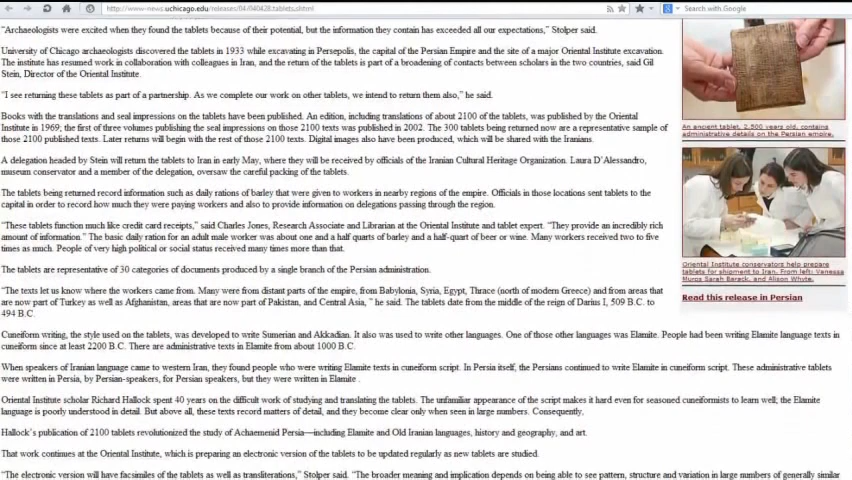 http://www-news.uchicago.edu/releases/04/040428.tablets.shtml
Search with Google
“Archaeologists were excited when they found the tablets because of their potential, but the information they contain has exceeded all our expectations,” Stolper said.
University of Chicago archaeologists discovered the tablets in 1933 while excavating in Persepolis, the capital of the Persian Empire and the site of a major Oriental Institute excavation.
The institute has resumed work in collaboration with colleagues in Iran, and the return of the tablets is part of a broadening of contacts between scholars in the two countries, said Gil
Stein, Director of the Oriental Institute.
“I see returning these tablets as part of a partnership. As we complete our work on other tablets, we intend to return them also,” he said.
Books with the translations and seal impressions on the tablets have been published. An edition, including translations of about 2100 of the tablets, was published by the Oriental
Institute in 1969; the first of three volumes publishing the seal impressions on those 2100 texts was published in 2002. The 300 tablets being returned now are a representative sample of
those 2100 published texts. Later returns will begin with the rest of those 2100 texts. Digital images also have been produced, which will be shared with the Iranians.
A delegation headed by Stein will return the tablets to Iran in early May, where they will be received by officials of the Iranian Cultural Heritage Organization. Laura D’Alessandro,
museum conservator and a member of the delegation, oversaw the careful packing of the tablets.
The tablets being returned record information such as daily rations of barley that were given to workers in nearby regions of the empire. Officials in those locations sent tablets to the
capital in order to record how much they were paying workers and also to provide information on delegations passing through the region.
“These tablets function much like credit card receipts,” said Charles Jones, Research Associate and Librarian at the Oriental Institute and tablet expert. “They provide an incredibly rich
amount of information.” The basic daily ration for an adult male worker was about one and a half quarts of barley and a half-quart of beer or wine. Many workers received two to five
times as much. People of very high political or social status received many times more than that.
The tablets are representative of 30 categories of documents produced by a single branch of the Persian administration.
“The texts let us know where the workers came from. Many were from distant parts of the empire, from Babylonia, Syria, Egypt, Thrace (north of modern Greece) and from areas that
are now part of Turkey as well as Afghanistan, areas that are now part of Pakistan, and Central Asia, ” he said. The tablets date from the middle of the reign of Darius I, 509 B.C. to
494 B.C.
Cuneiform writing, the style used on the tablets, was developed to write Sumerian and Akkadian. It also was used to write other languages. One of those other languages was Elamite. People had been writing Elamite language texts in
cuneiform since at least 2200 B.C. There are administrative texts in Elamite from about 1000 B.C.
When speakers of Iranian language came to western Iran, they found people who were writing Elamite texts in cuneiform script. In Persia itself, the Persians continued to write Elamite in cuneiform script. These administrative tablets
were written in Persia, by Persian-speakers, for Persian speakers, but they were written in Elamite .
Oriental Institute scholar Richard Hallock spent 40 years on the difficult work of studying and translating the tablets. The unfamiliar appearance of the script makes it hard even for seasoned cuneiformists to learn well; the Elamite
language is poorly understood in detail. But above all, these texts record matters of detail, and they become clear only when seen in large numbers. Consequently,
Hallock’s publication of 2100 tablets revolutionized the study of Achaemenid Persia—including Elamite and Old Iranian languages, history and geography, and art.
That work continues at the Oriental Institute, which is preparing an electronic version of the tablets to be updated regularly as new tablets are studied.
“The electronic version will have facsimiles of the tablets as well as transliterations,” Stolper said. “The broader meaning and implication depends on being able to see pattern, structure and variation in large numbers of generally similar
An ancient tablet, 2,500 years old, contains
administrative details on the Persian empire.
Oriental Institute conservators help prepare
tablets for shipment to Iran. From left: Vanessa
Muros Sarah Barack, and Alison Whyte.
Read this release in Persian